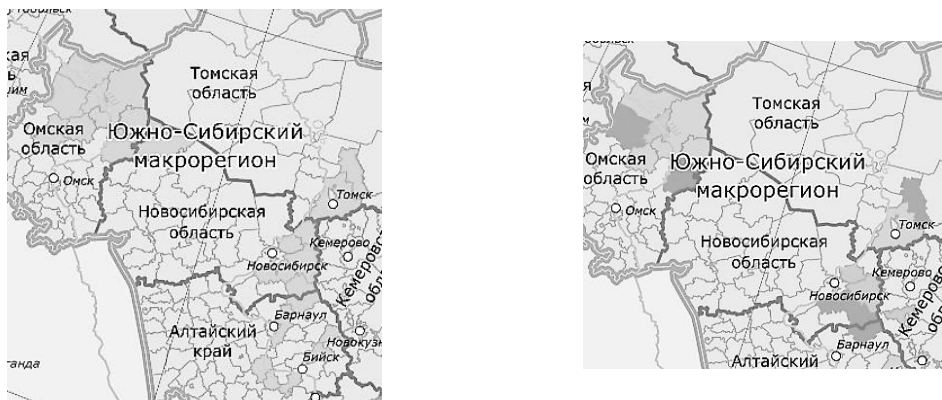 Томская
область
Омская
область
Южно-Сибирский
макрорегион
Омск
Томск
Новосибирская
область
Кемерово
Новосибирск
Алтайский
край
Барнаул
Бийск
Томская
область
Омская
область
Южно-Сибирский
макрорегион
Омск
Томск
Новосибирская
область
Кемерово
Новосибирск
Барнаул
Алтайский